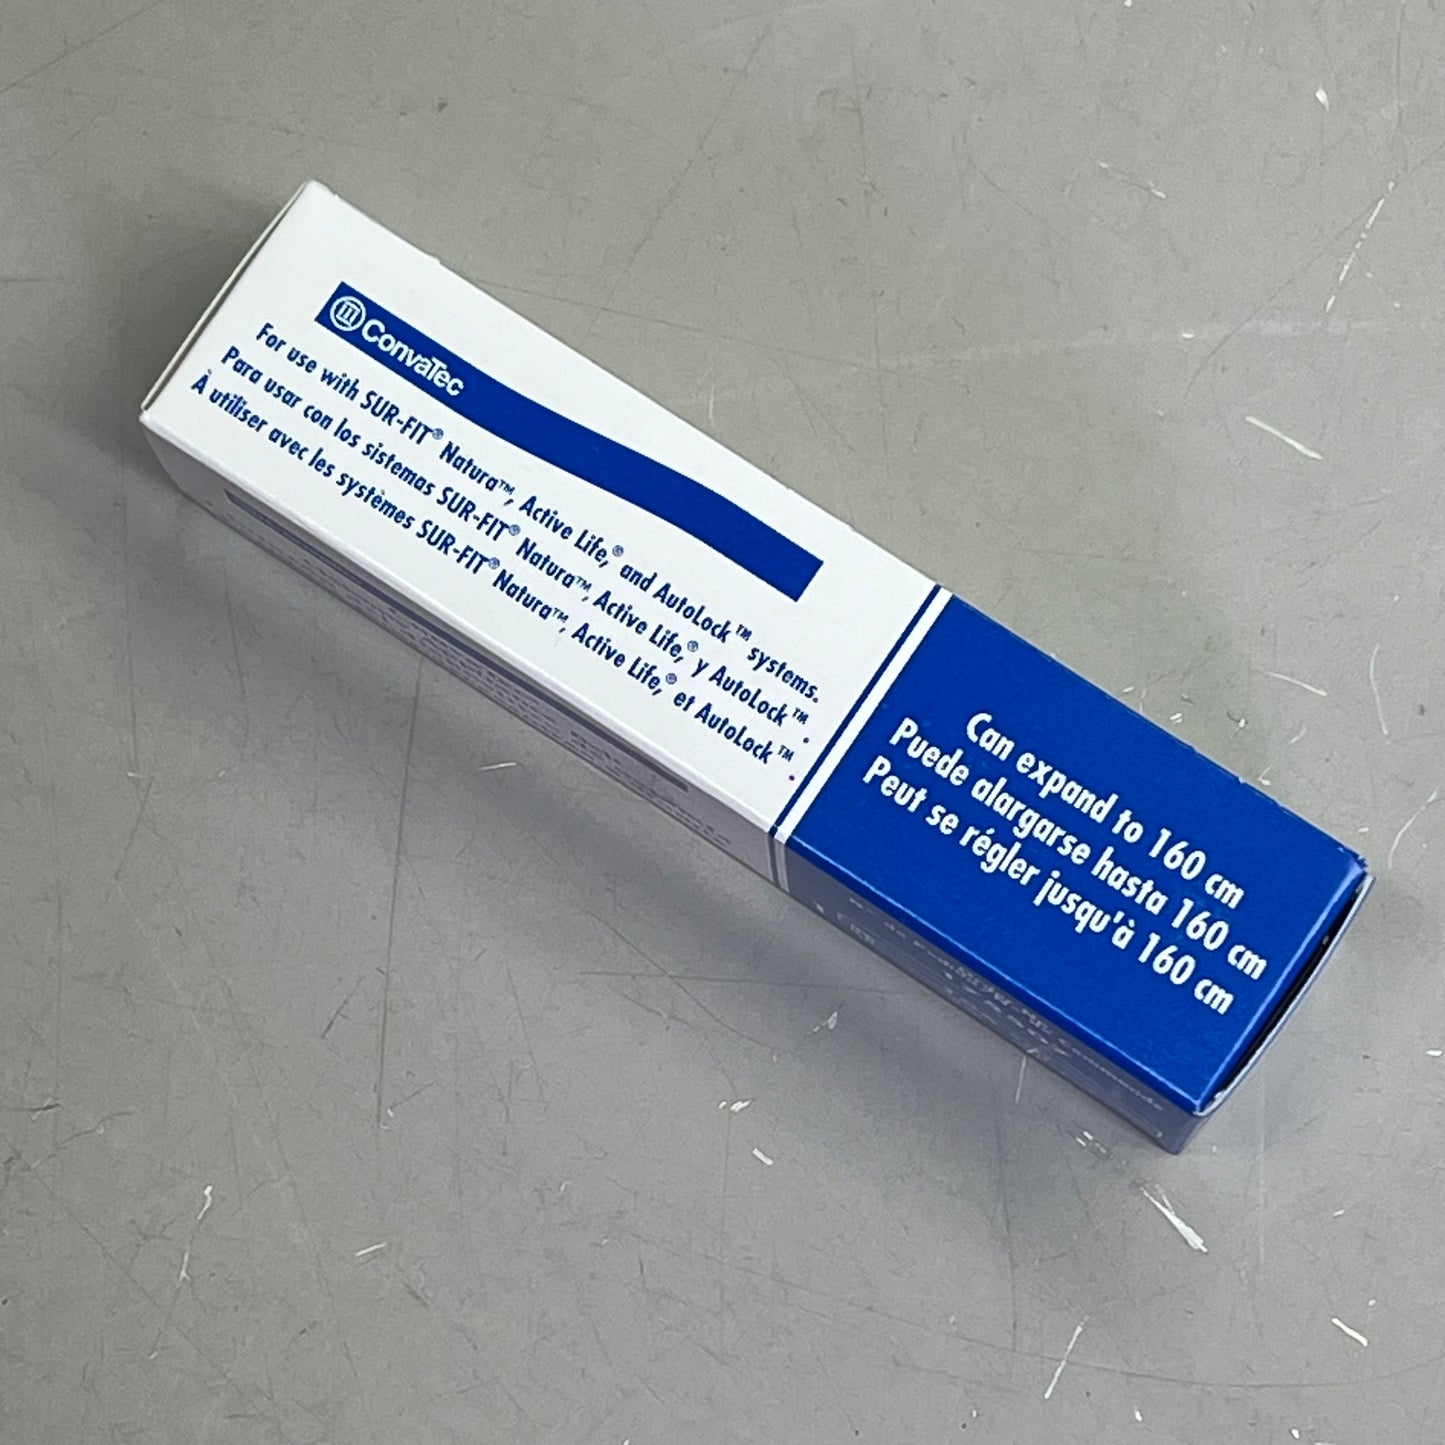 ConvaTec
For use with SUR-FIT® Natura™, Active Life,® and AutoLock™ systems.
Para usar con los sistemas SUR-FIT® Natura™, Active Life,® y AutoLock™.
À utiliser avec les systèmes SUR-FIT® Natura™, Active Life,® et AutoLock™.
Can expand to 160 cm
Puede alargarse hasta 160 cm
Peut se régler jusqu'à 160 cm